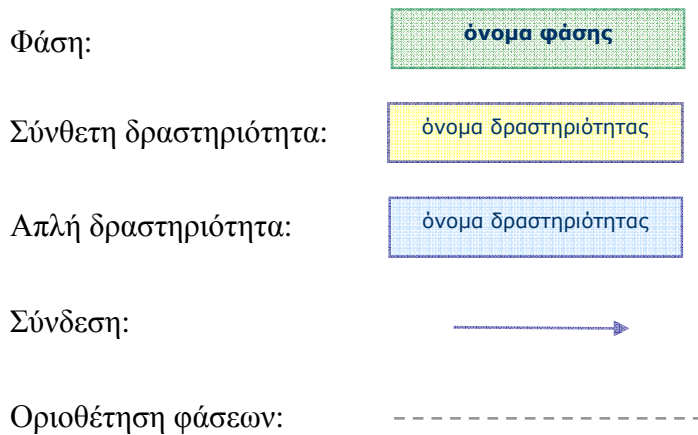 Φάση: όνομα φάσης
Σύνθετη δραστηριότητα: όνομα δραστηριότητας
Απλή δραστηριότητα: όνομα δραστηριότητας
Σύνδεση:
Οριοθέτηση φάσεων: